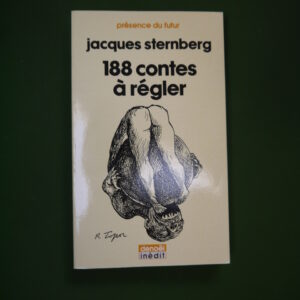 présence du futur
jacques sternberg
188 contes
à régler
R. Topor
denoël
inédit